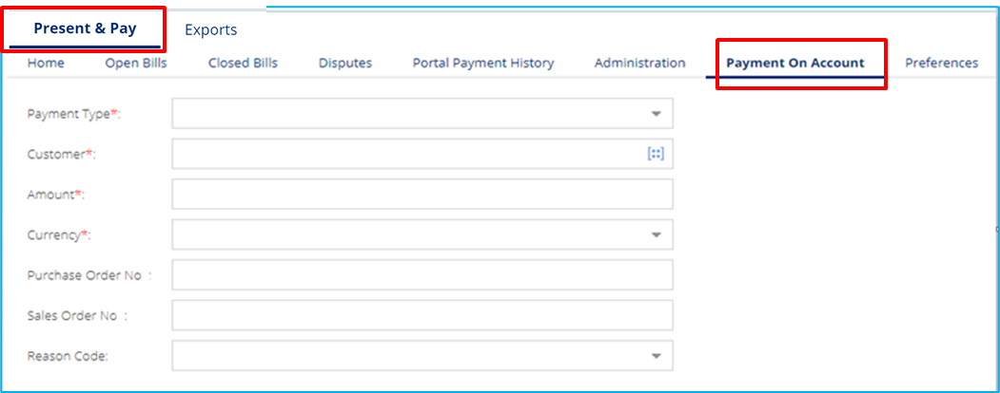 Present & Pay Exports
Home Open Bills Closed Bills Disputes Portal Payment History Administration Payment On Account Preferences
Payment Type*:
Customer*:
Amount*:
Currency*:
Purchase Order No :
Sales Order No :
Reason Code: